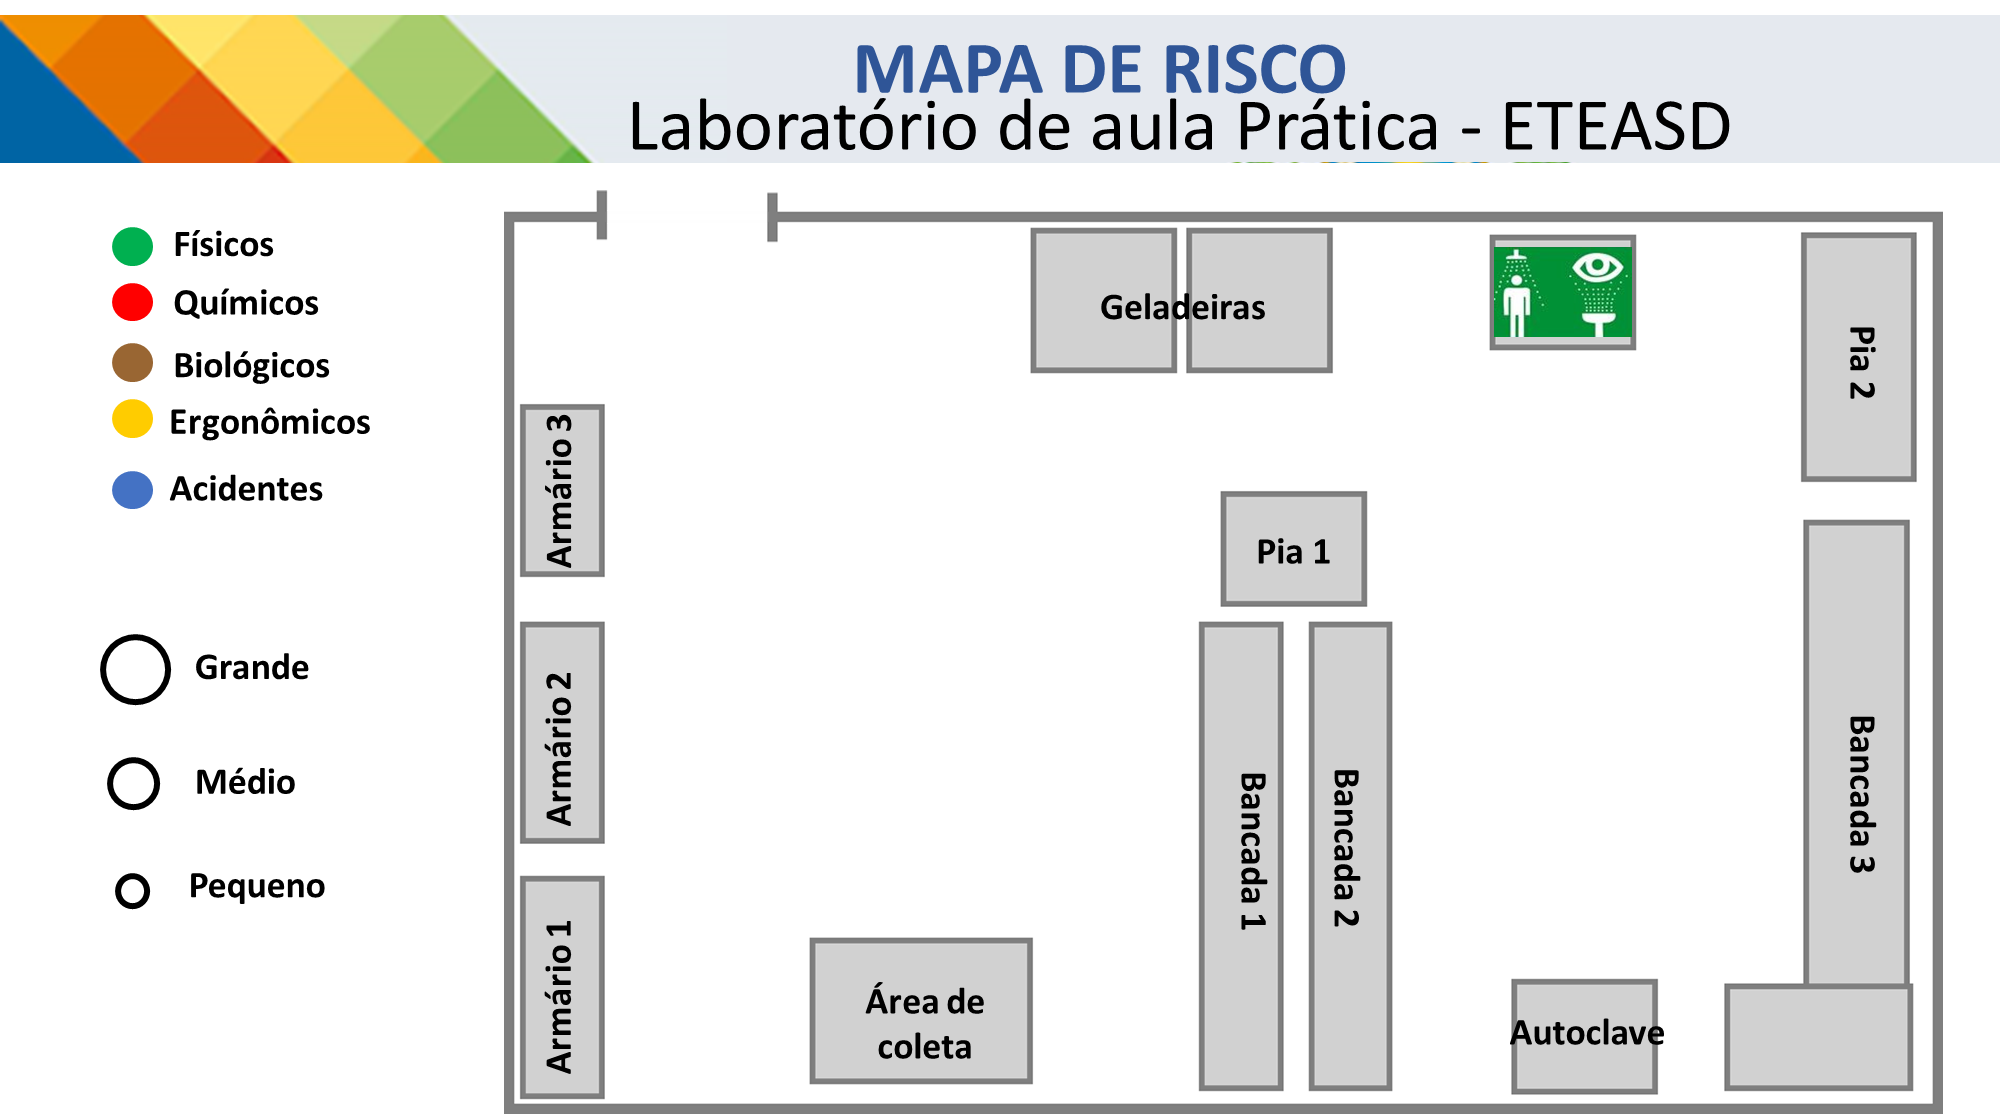 MAPA DE RISCO
Laboratório de aula Prática - ETEASD
Físicos
Químicos
Biológicos
Ergonômicos
Acidentes
Grande
Médio
Pequeno
Geladeiras
Pia 2
Armário 3
Pia 1
Armário 2
Bancada 1
Bancada 2
Bancada 3
Armário 1
Área de
coleta
Autoclave